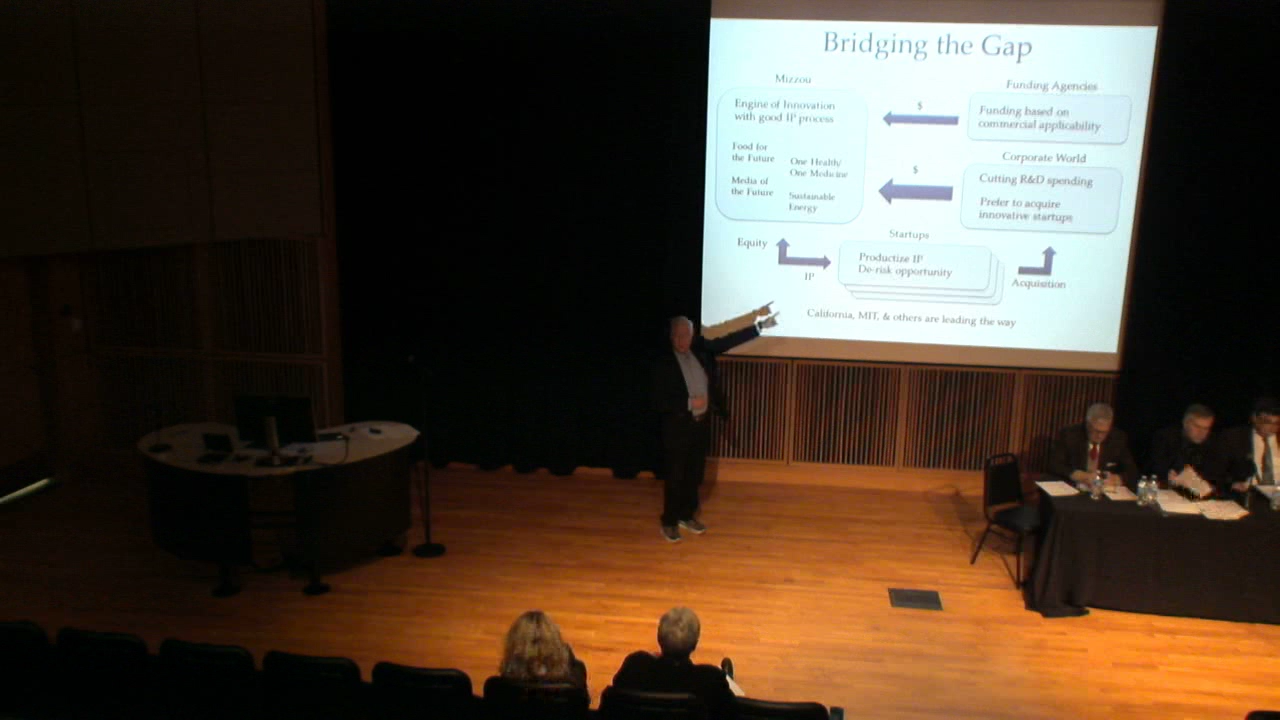 Bridging the Gap
Mizzou
Engine of Innovation
with good IP process
Food for
the Future
One Health/
One Medicine
Media of
the Future
Sustainable
Energy
$
Funding Agencies
Funding based on
commercial applicability
$
Corporate World
Cutting R&D spending
Prefer to acquire
innovative startups
Equity
IP
Startups
Productize IP
De-risk opportunity
Acquisition
California, MIT, & others are leading the way